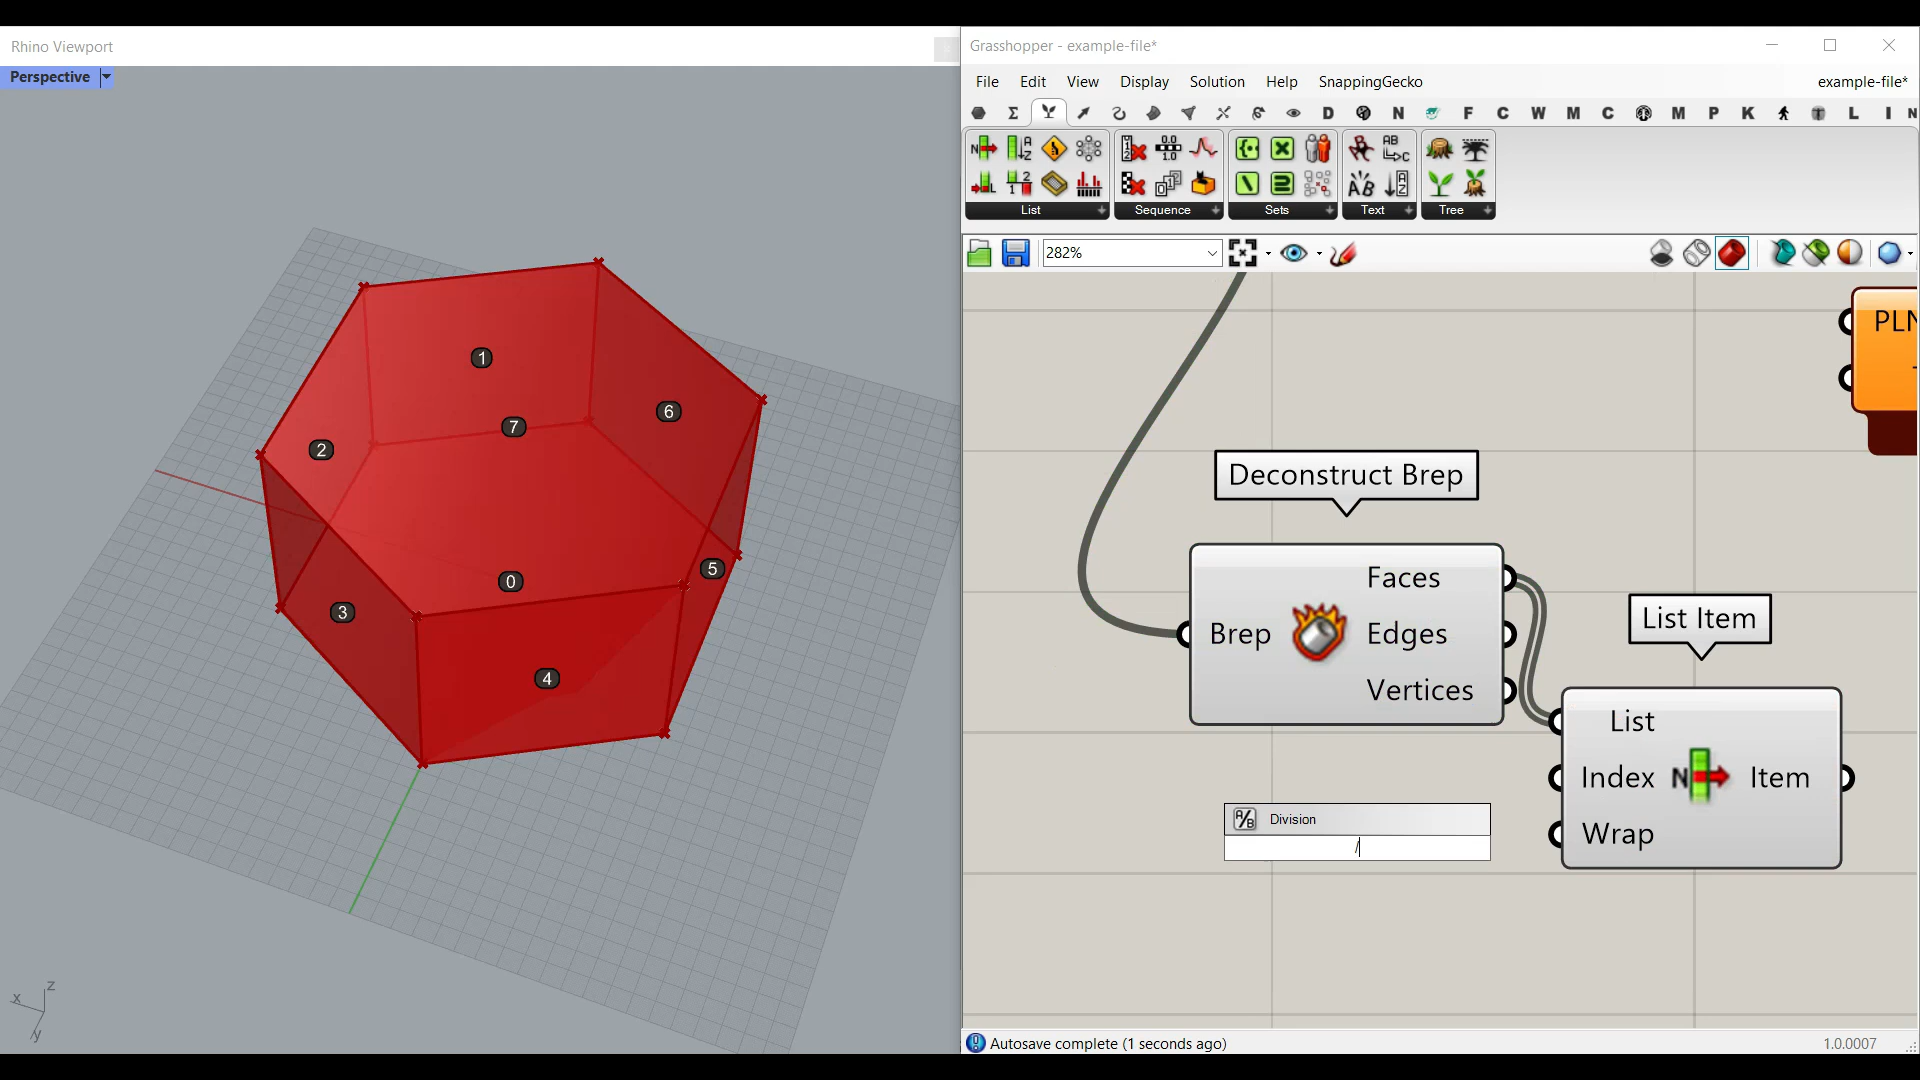 Rhino Viewport
Perspective
1
6
7
2
5
0
3
4
z
x
y
Grasshopper - example-file*
File Edit View Display Solution Help SnappingGecko example-file*
D N F C W M C M P K L I N
List Sequence Sets Text Tree
282%
PLN
Deconstruct Brep
Faces
Brep Edges
Vertices
List Item
List
Index N Item
Wrap
A/B Division
/
Autosave complete (1 seconds ago) 1.0.0007